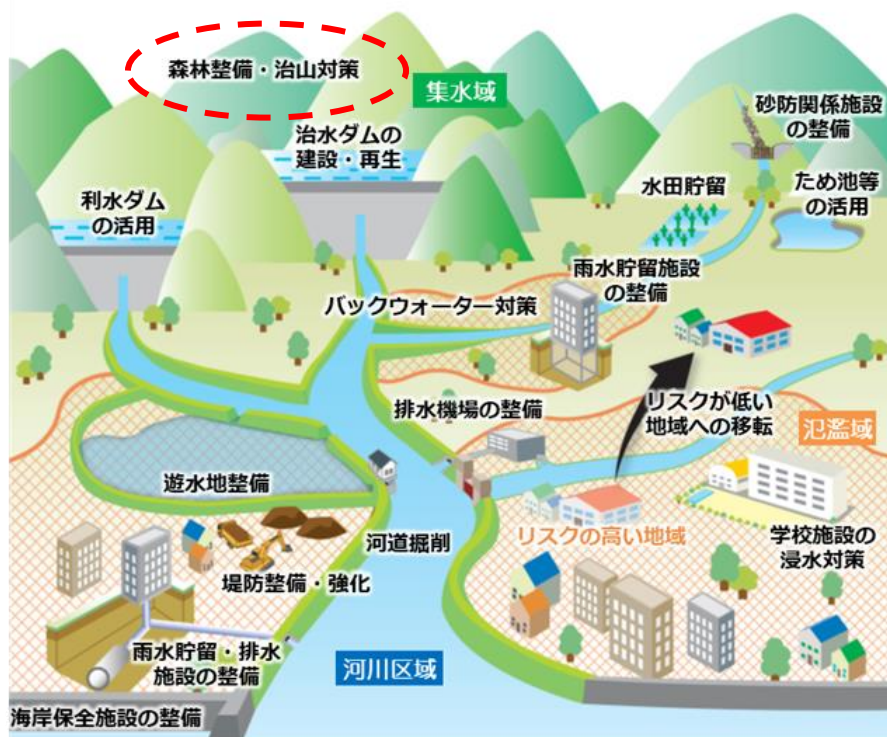 森林整備・治山対策
集水域
砂防関係施設
の整備
治水ダムの
建設・再生
水田貯留
ため池等
の活用
利水ダム
の活用
雨水貯留施設
の整備
バックウォーター対策
排水機場の整備
リスクが低い
地域への移転
氾濫域
遊水地整備
リスクの高い地域
学校施設の
浸水対策
河道掘削
堤防整備・強化
雨水貯留・排水
施設の整備
河川区域
海岸保全施設の整備